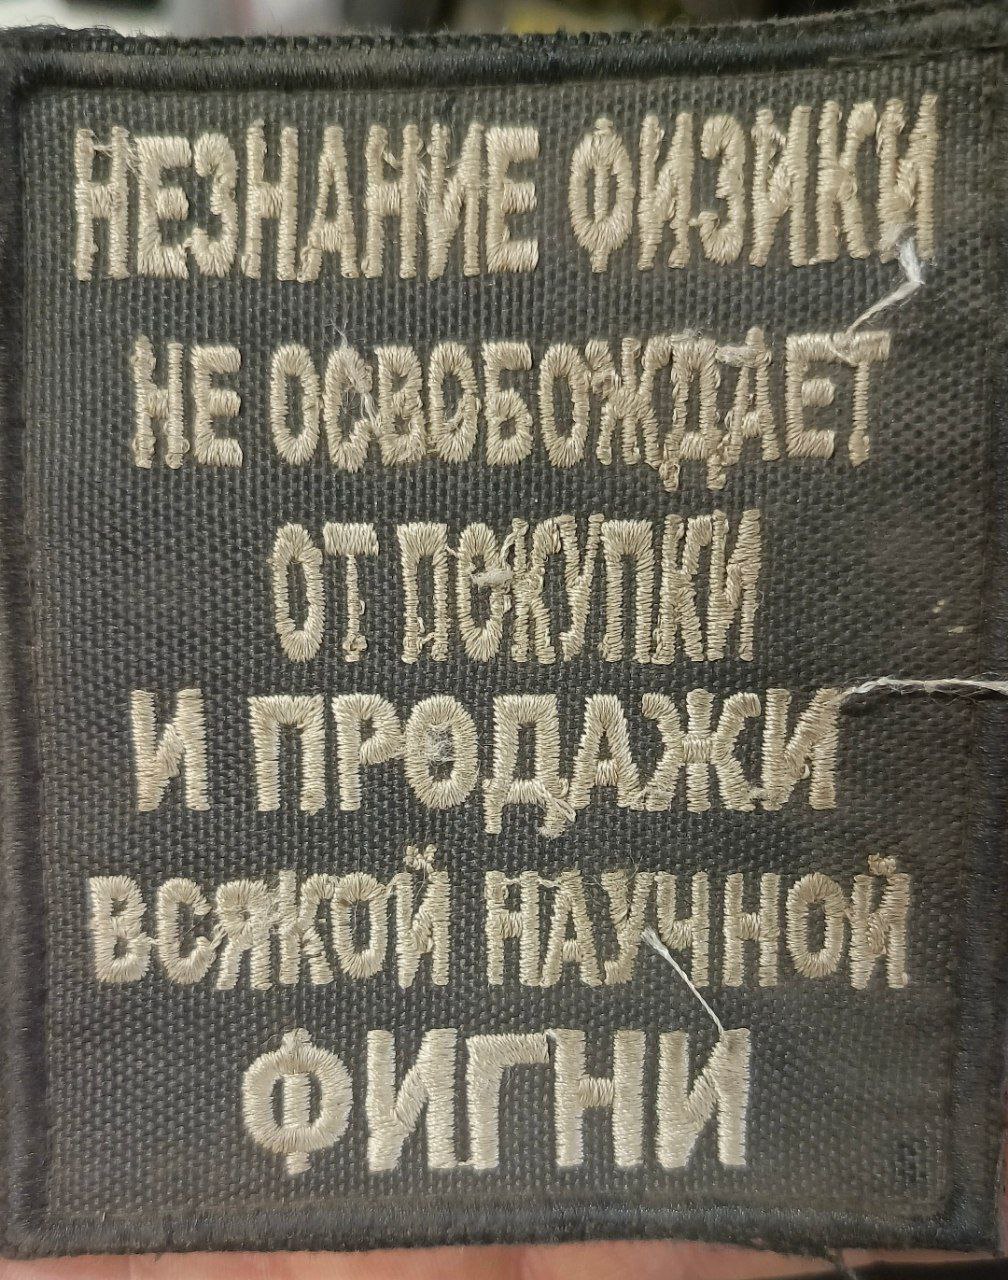 НЕЗНАНИЕ ФИЗИКИ
НЕ ОСВОБОЖДАЕТ
ОТ ПОКУПКИ
И ПРОДАЖИ
ВСЯКОЙ НАУЧНОЙ
ФИГНИ